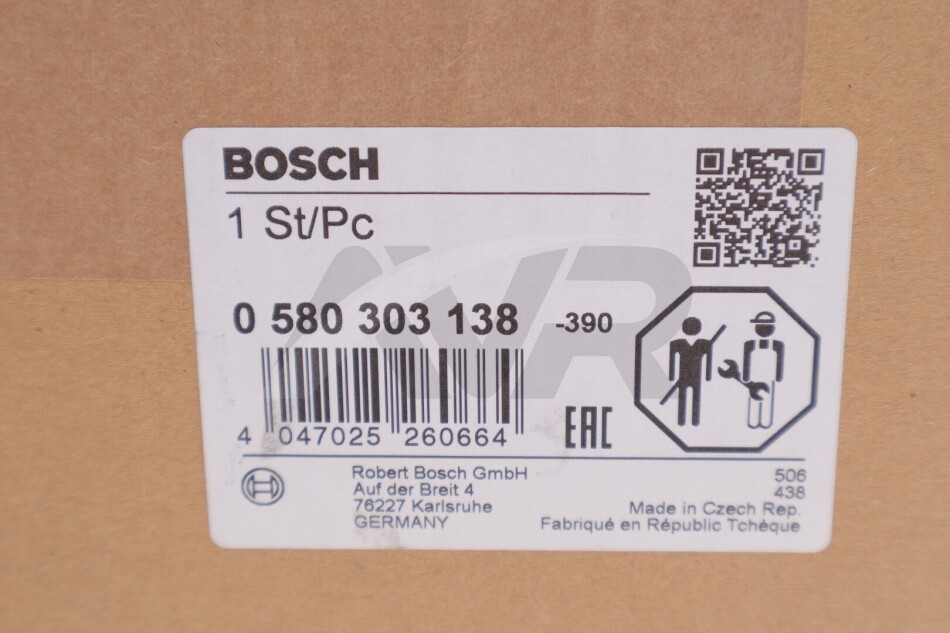 BOSCH
1 St/Pc
AVR
0 580 303 138 -390
4 047025 260664
EAC
Robert Bosch GmbH
Auf der Breit 4
76227 Karlsruhe
GERMANY
506
438
Made in Czech Rep.
Fabriqué en Républic Tchèque